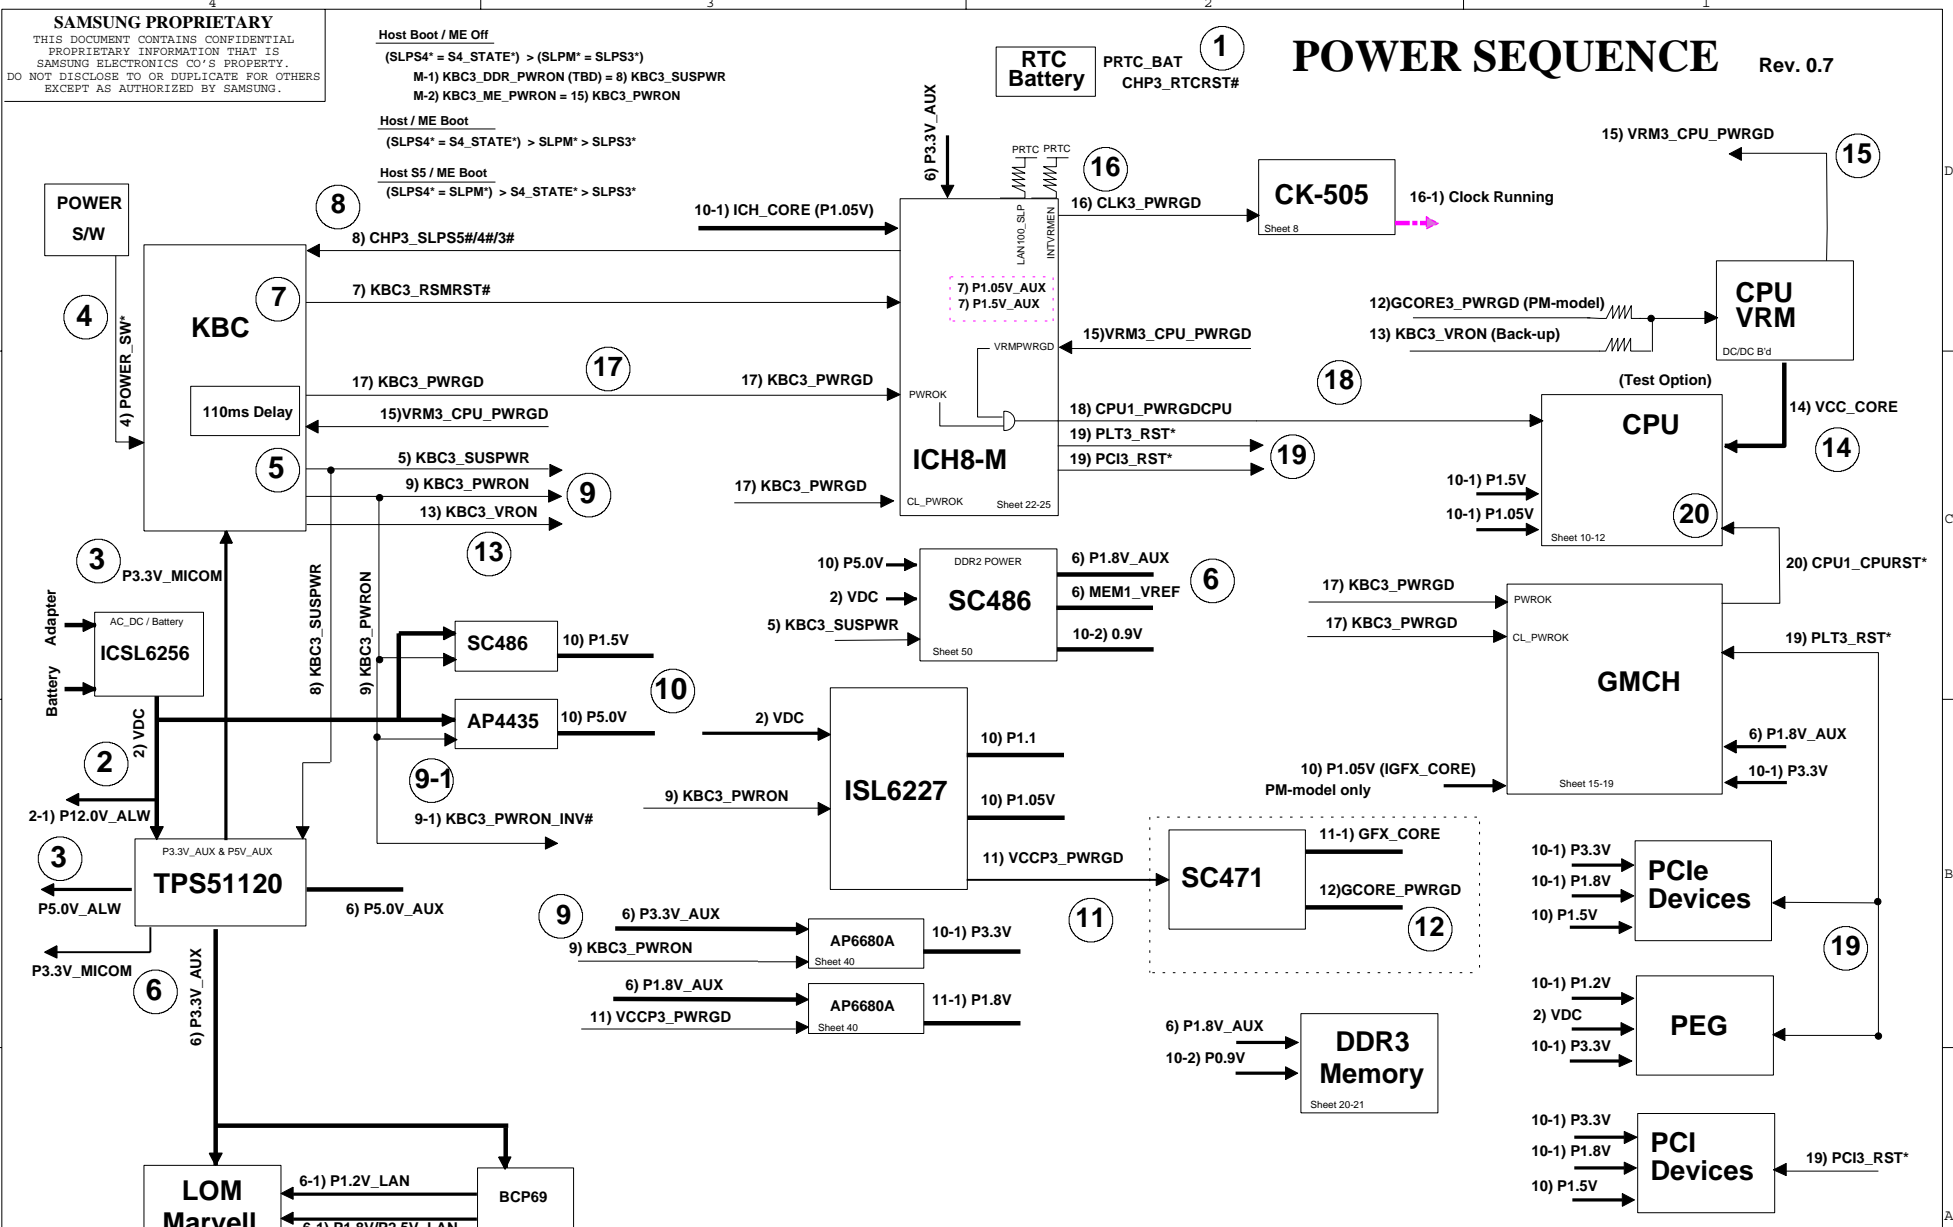 4
3
2
1
SAMSUNG PROPRIETARY
THIS DOCUMENT CONTAINS CONFIDENTIAL
PROPRIETARY INFORMATION THAT IS
SAMSUNG ELECTRONICS CO'S PROPERTY.
DO NOT DISCLOSE TO OR DUPLICATE FOR OTHERS
EXCEPT AS AUTHORIZED BY SAMSUNG.
Host Boot / ME Off
(SLPS4* = S4_STATE*) > (SLPM* = SLPS3*)
M-1) KBC3_DDR_PWRON (TBD) = 8) KBC3_SUSPWR
M-2) KBC3_ME_PWRON = 15) KBC3_PWRON
Host / ME Boot
(SLPS4* = S4_STATE*) > SLPM* > SLPS3*
Host S5 / ME Boot
(SLPS4* = SLPM*) > S4_STATE* > SLPS3*
RTC
Battery
PRTC_BAT
CHP3_RTCRST#
1
POWER SEQUENCE
Rev. 0.7
D
C
B
A
POWER
S/W
4
4) POWER_SW*
KBC
7
110ms Delay
5
8
8) CHP3_SLPS5#/4#/3#
7) KBC3_RSMRST#
17) KBC3_PWRGD
17
17) KBC3_PWRGD
15)VRM3_CPU_PWRGD
5) KBC3_SUSPWR
9) KBC3_PWRON
9
13) KBC3_VRON
13
6) P3.3V_AUX
10-1) ICH_CORE (P1.05V)
PRTC
PRTC
LAN100_SLP
INTVRMEN
7) P1.05V_AUX
7) P1.5V_AUX
VRMPWRGD
PWROK
ICH8-M
CL_PWROK
Sheet 22-25
17) KBC3_PWRGD
16
16) CLK3_PWRGD
CK-505
Sheet 8
16-1) Clock Running
15)VRM3_CPU_PWRGD
18
18) CPU1_PWRGDCPU
19) PLT3_RST*
19) PCI3_RST*
19
15) VRM3_CPU_PWRGD
15
CPU
VRM
DC/DC B'd
12)GCORE3_PWRGD (PM-model)
13) KBC3_VRON (Back-up)
(Test Option)
14) VCC_CORE
14
CPU
20
Sheet 10-12
10-1) P1.5V
10-1) P1.05V
20) CPU1_CPURST*
3
P3.3V_MICOM
Adapter
Battery
AC_DC / Battery
ICSL6256
2) VDC
2
2-1) P12.0V_ALW
8) KBC3_SUSPWR
9) KBC3_PWRON
SC486
10) P1.5V
AP4435
10) P5.0V
10
9-1
9-1) KBC3_PWRON_INV#
3
P3.3V_AUX & P5V_AUX
TPS51120
P5.0V_ALW
6) P5.0V_AUX
P3.3V_MICOM
6
6) P3.3V_AUX
10) P5.0V
2) VDC
5) KBC3_SUSPWR
DDR2 POWER
SC486
Sheet 50
6) P1.8V_AUX
6) MEM1_VREF
10-2) 0.9V
6
2) VDC
9) KBC3_PWRON
ISL6227
10) P1.1
10) P1.05V
11) VCCP3_PWRGD
11
SC471
11-1) GFX_CORE
12)GCORE_PWRGD
12
17) KBC3_PWRGD
17) KBC3_PWRGD
PWROK
CL_PWROK
GMCH
Sheet 15-19
19) PLT3_RST*
6) P1.8V_AUX
10-1) P3.3V
10) P1.05V (IGFX_CORE)
PM-model only
9
6) P3.3V_AUX
9) KBC3_PWRON
AP6680A
Sheet 40
10-1) P3.3V
6) P1.8V_AUX
11) VCCP3_PWRGD
AP6680A
Sheet 40
11-1) P1.8V
6) P1.8V_AUX
10-2) P0.9V
DDR3
Memory
Sheet 20-21
10-1) P3.3V
10-1) P1.8V
10) P1.5V
PCIe
Devices
19
10-1) P1.2V
2) VDC
10-1) P3.3V
PEG
10-1) P3.3V
10-1) P1.8V
10) P1.5V
PCI
Devices
19) PCI3_RST*
LOM
Marvell
6-1) P1.2V_LAN
6-1) P1.8V/P2.5V_LAN
BCP69